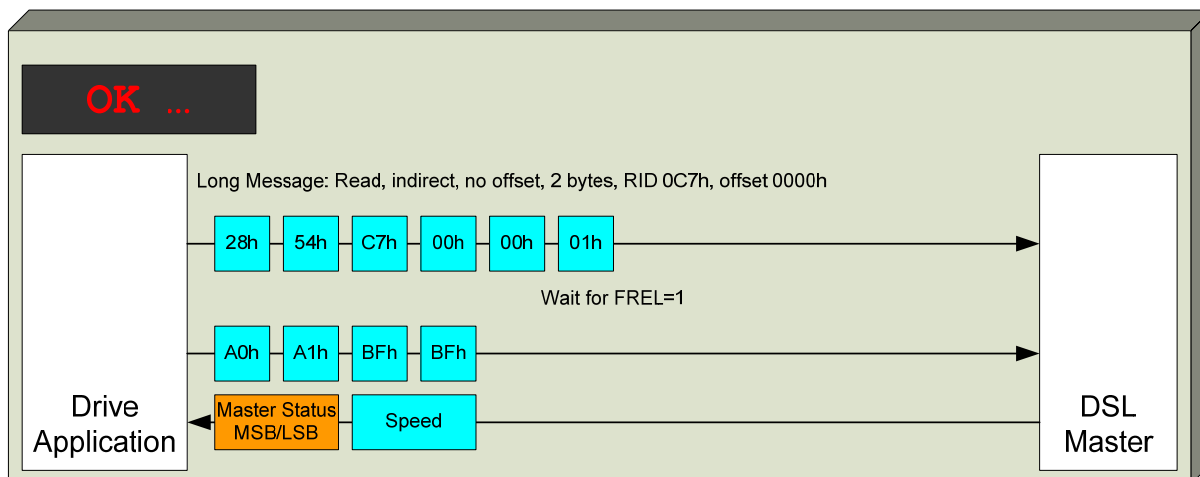 OK ...
Long Message: Read, indirect, no offset, 2 bytes, RID 0C7h, offset 0000h
28h 54h C7h 00h 00h 01h
Wait for FREL=1
A0h A1h BFh BFh
Master Status
MSB/LSB
Speed
Drive
Application
DSL
Master